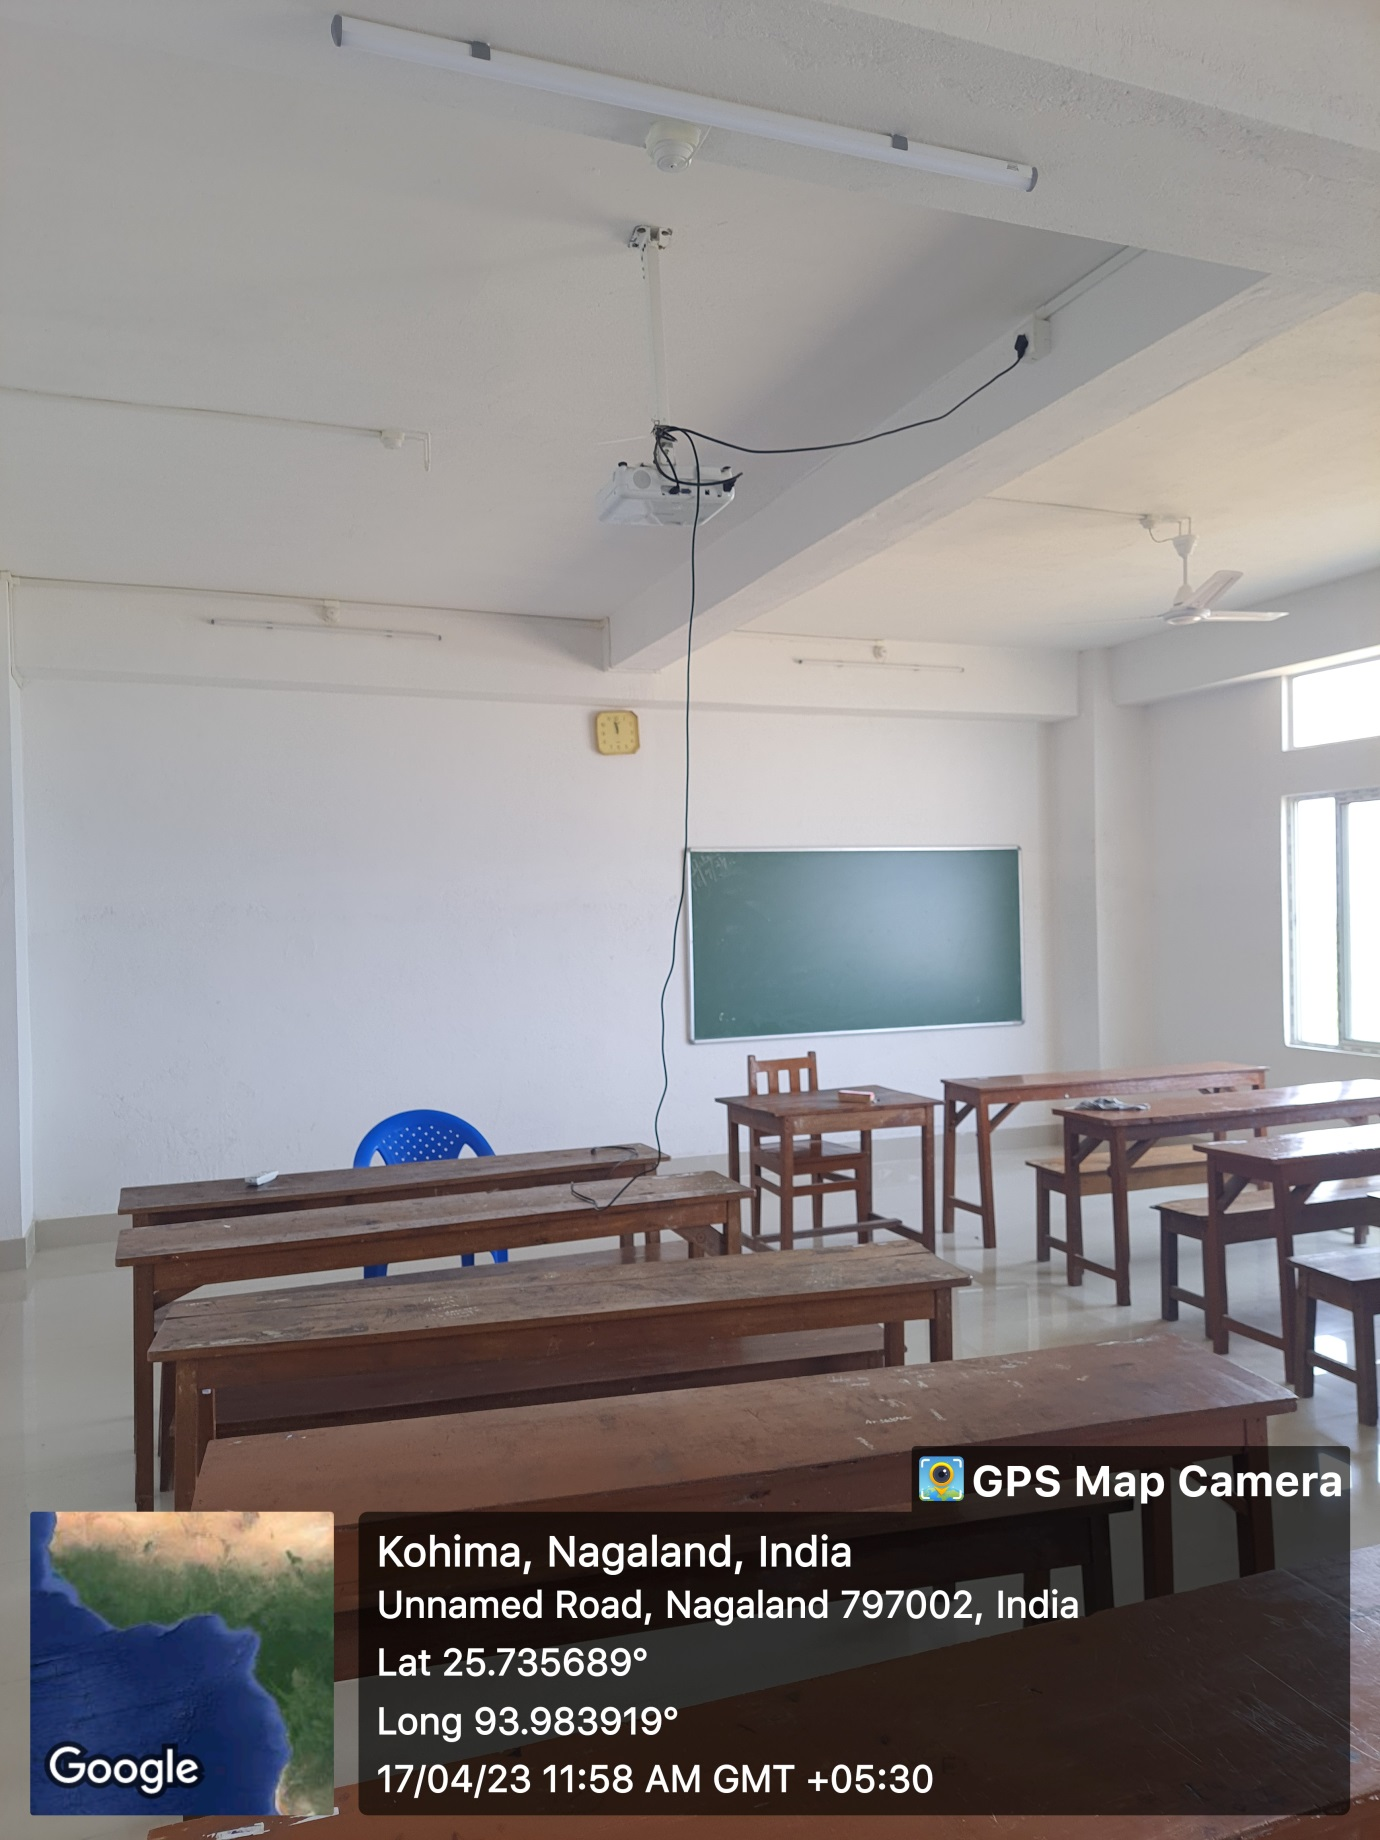 GPS Map Camera
Kohima, Nagaland, India
Unnamed Road, Nagaland 797002, India
Lat 25.735689°
Long 93.983919°
17/04/23 11:58 AM GMT +05:30
Google